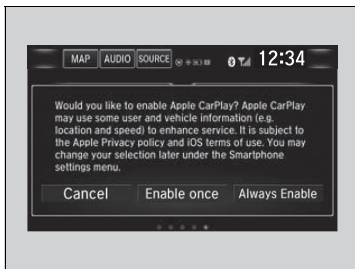 MAP AUDIO SOURCE 12:34
Would you like to enable Apple CarPlay? Apple CarPlay
may use some user and vehicle information (e.g.
location and speed) to enhance service. It is subject to
the Apple Privacy policy and iOS terms of use. You may
change your selection later under the Smartphone
settings menu.
Cancel Enable once Always Enable